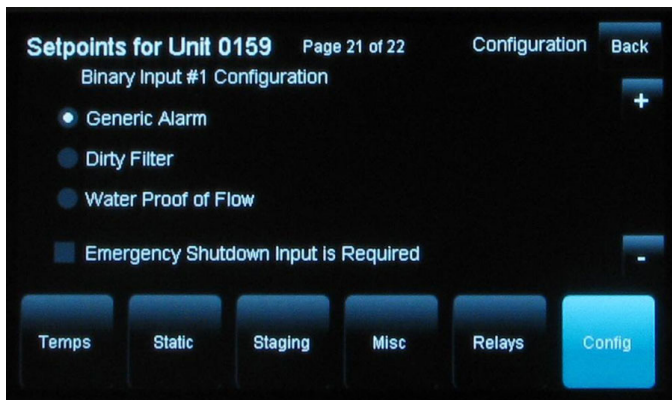 Setpoints for Unit 0159 Page 21 of 22 Configuration Back
Binary Input #1 Configuration
+
Generic Alarm
Dirty Filter
Water Proof of Flow
Emergency Shutdown Input is Required
-
Temps Static Staging Misc Relays Config